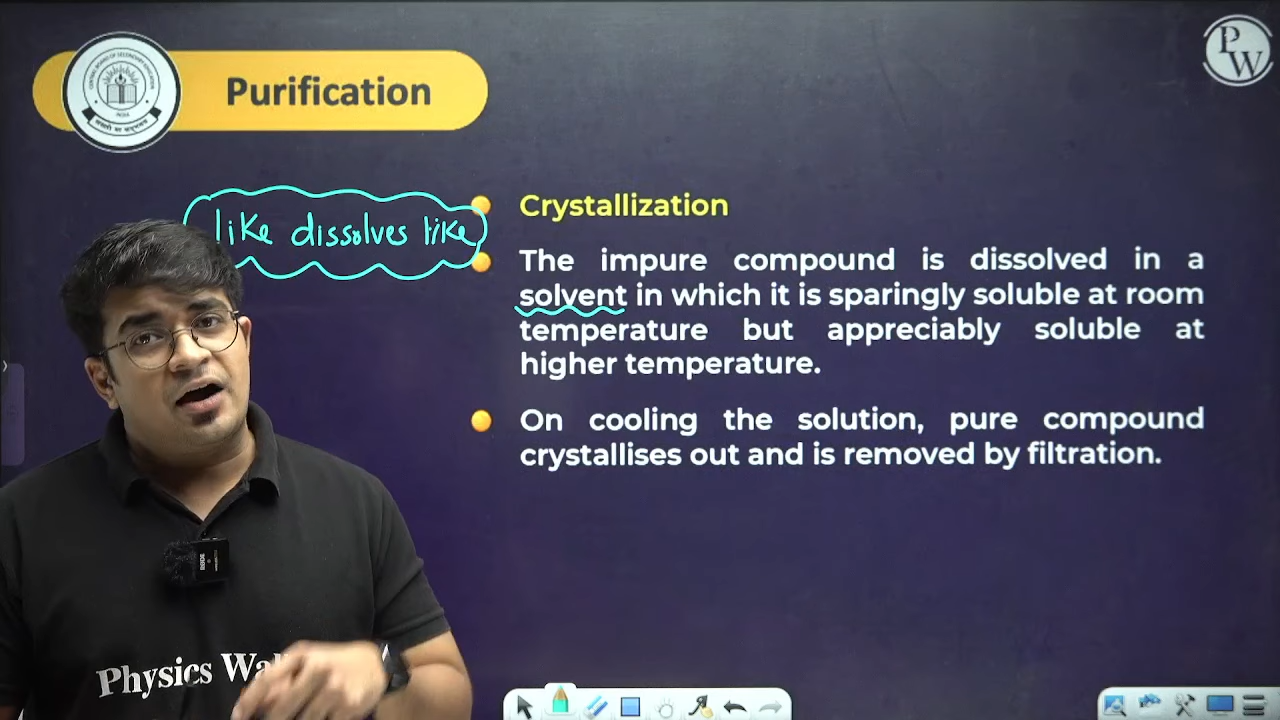 Purification
PW
like dissolves like
Crystallization
The impure compound is dissolved in a
solvent in which it is sparingly soluble at room
temperature but appreciably soluble at
higher temperature.
On cooling the solution, pure compound
crystallises out and is removed by filtration.
Physics Wa